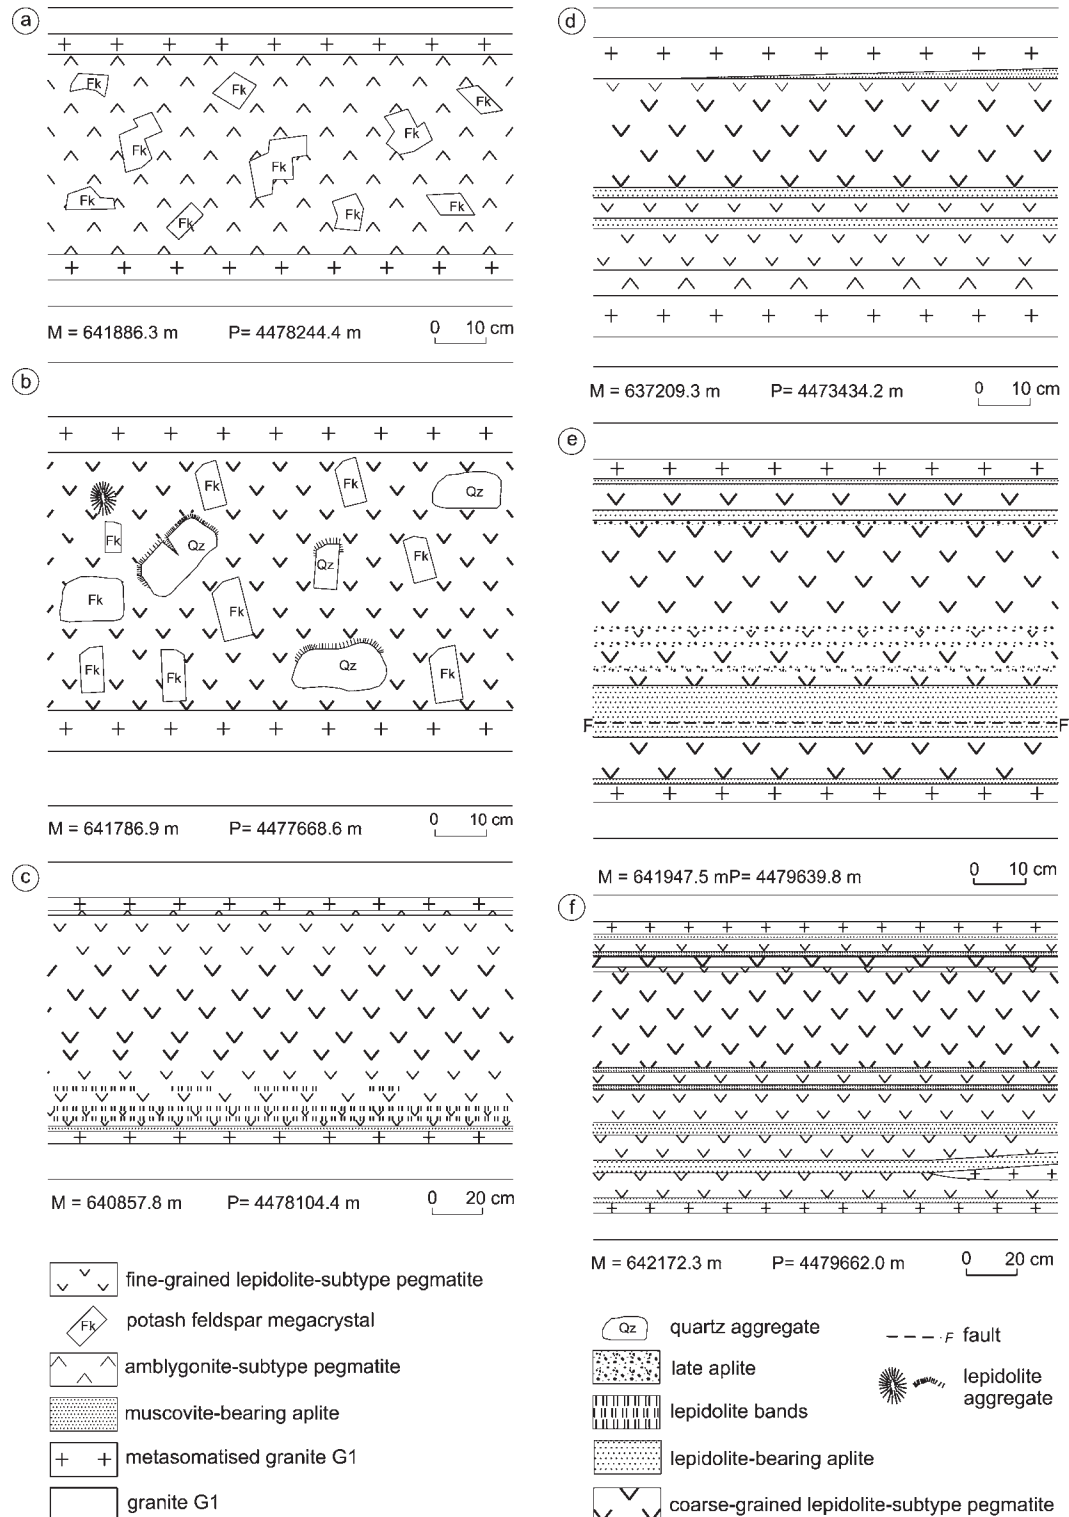 a
Fk
Fk
Fk
Fk
Fk
Fk
Fk
Fk
Fk
Fk
M = 641886.3 m P= 4478244.4 m 0 10 cm
b
Fk
Fk
Qz
Fk
Qz
Qz
Fk
Fk
Fk
Qz
Fk
Fk
Fk
M = 641786.9 m P= 4477668.6 m 0 10 cm
c
M = 640857.8 m P= 4478104.4 m 0 20 cm
fine-grained lepidolite-subtype pegmatite
Fk potash feldspar megacrystal
amblygonite-subtype pegmatite
muscovite-bearing aplite
metasomatised granite G1
granite G1
d
M = 637209.3 m P= 4473434.2 m 0 10 cm
e
F F
M = 641947.5 mP= 4479639.8 m 0 10 cm
f
M = 642172.3 m P= 4479662.0 m 0 20 cm
Qz quartz aggregate
late aplite
lepidolite bands
lepidolite-bearing aplite
coarse-grained lepidolite-subtype pegmatite
F fault
lepidolite
aggregate